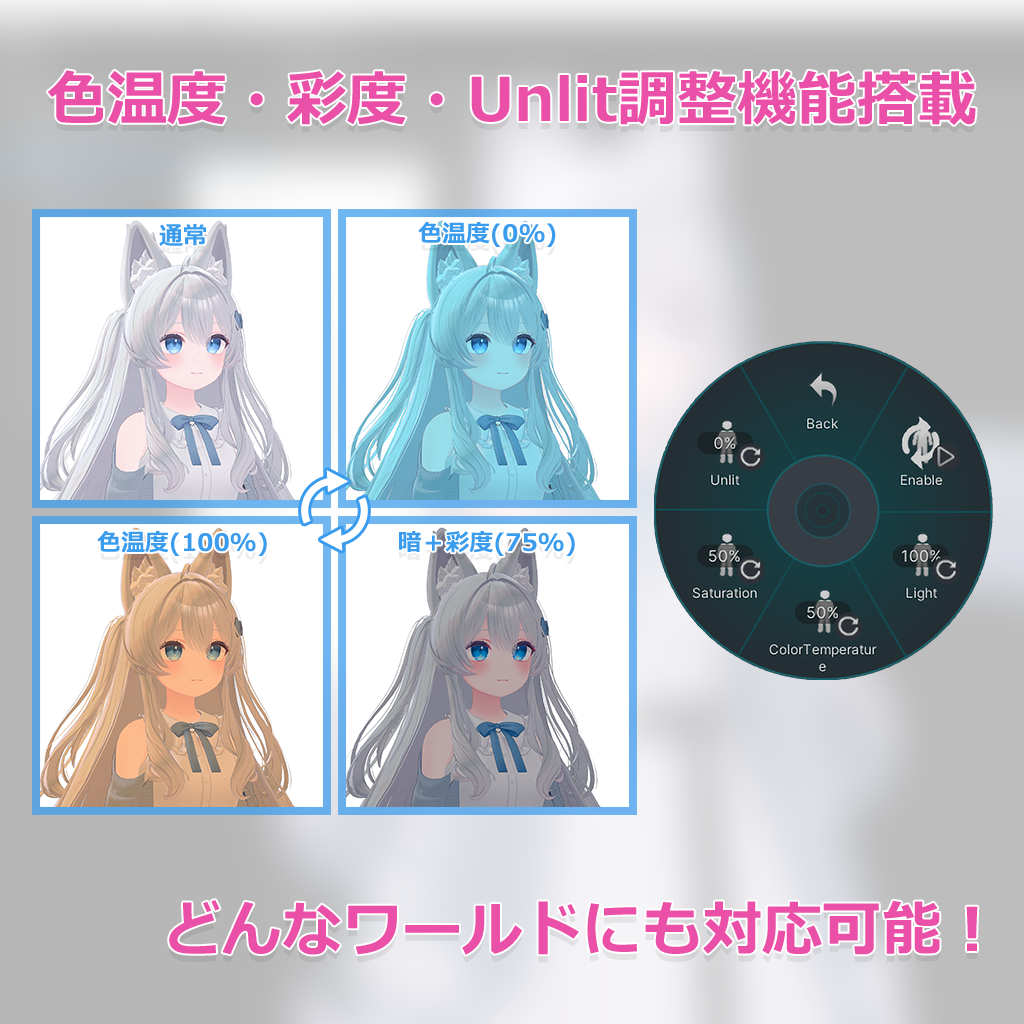 色温度・彩度・Unlit調整機能搭載
通常
色温度(0%)
色温度(100%)
暗＋彩度(75%)
Back
0%
Unlit
Enable
50%
Saturation
100%
Light
50%
ColorTemperatur
e
どんなワールドにも対応可能！